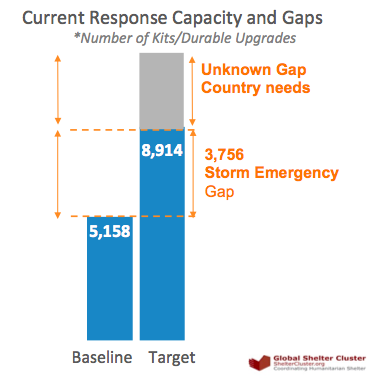 Current Response Capacity and Gaps
*Number of Kits/Durable Upgrades
Unknown Gap
Country needs
8,914
3,756
Storm Emergency
Gap
5,158
Baseline
Target
Global Shelter Cluster
ShelterCluster.org
Coordinating Humanitarian Shelter